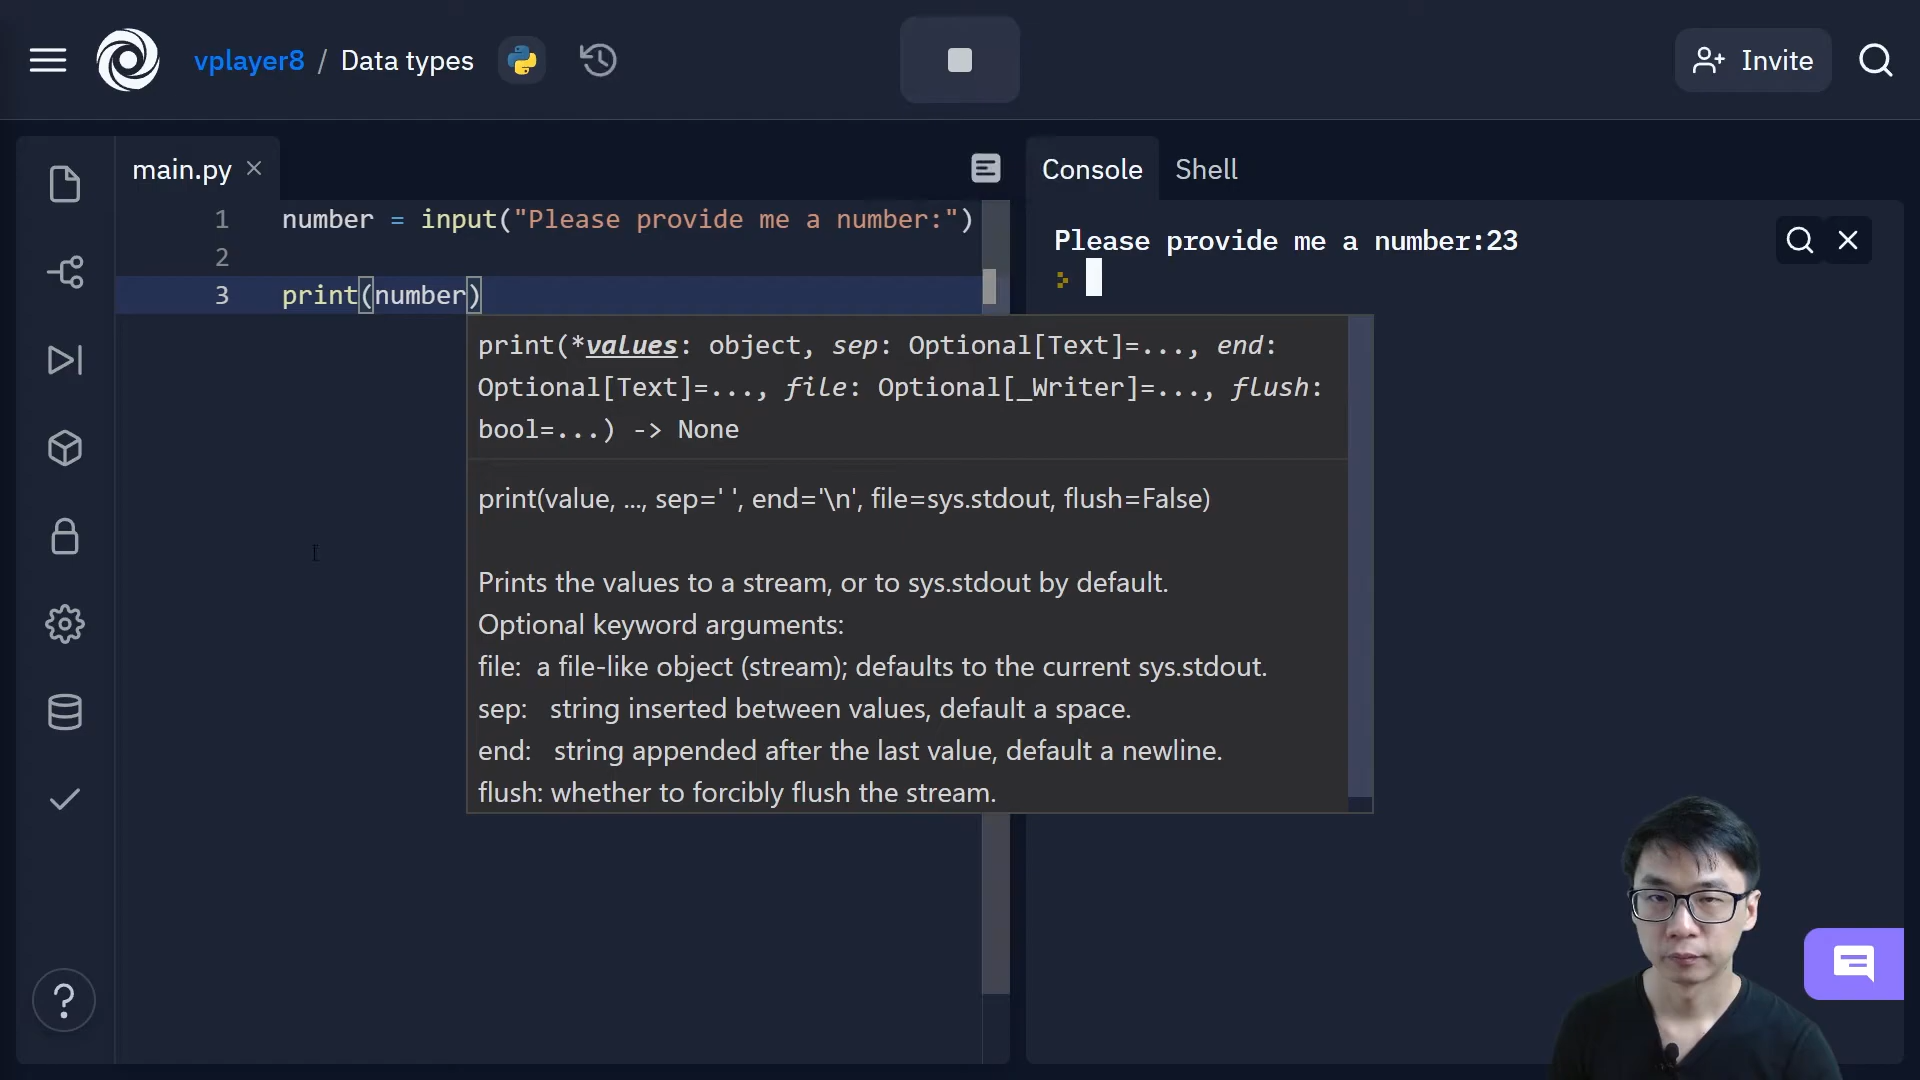 vplayer8 / Data types
Invite
main.py
Console
Shell
1 number = input("Please provide me a number:")
2
3 print(number)
Please provide me a number:23
print(*values: object, sep: Optional[Text]=..., end:
Optional[Text]=..., file: Optional[_Writer]=..., flush:
bool=...) -> None
print(value, ..., sep=' ', end='\n', file=sys.stdout, flush=False)
Prints the values to a stream, or to sys.stdout by default.
Optional keyword arguments:
file: a file-like object (stream); defaults to the current sys.stdout.
sep: string inserted between values, default a space.
end: string appended after the last value, default a newline.
flush: whether to forcibly flush the stream.
?